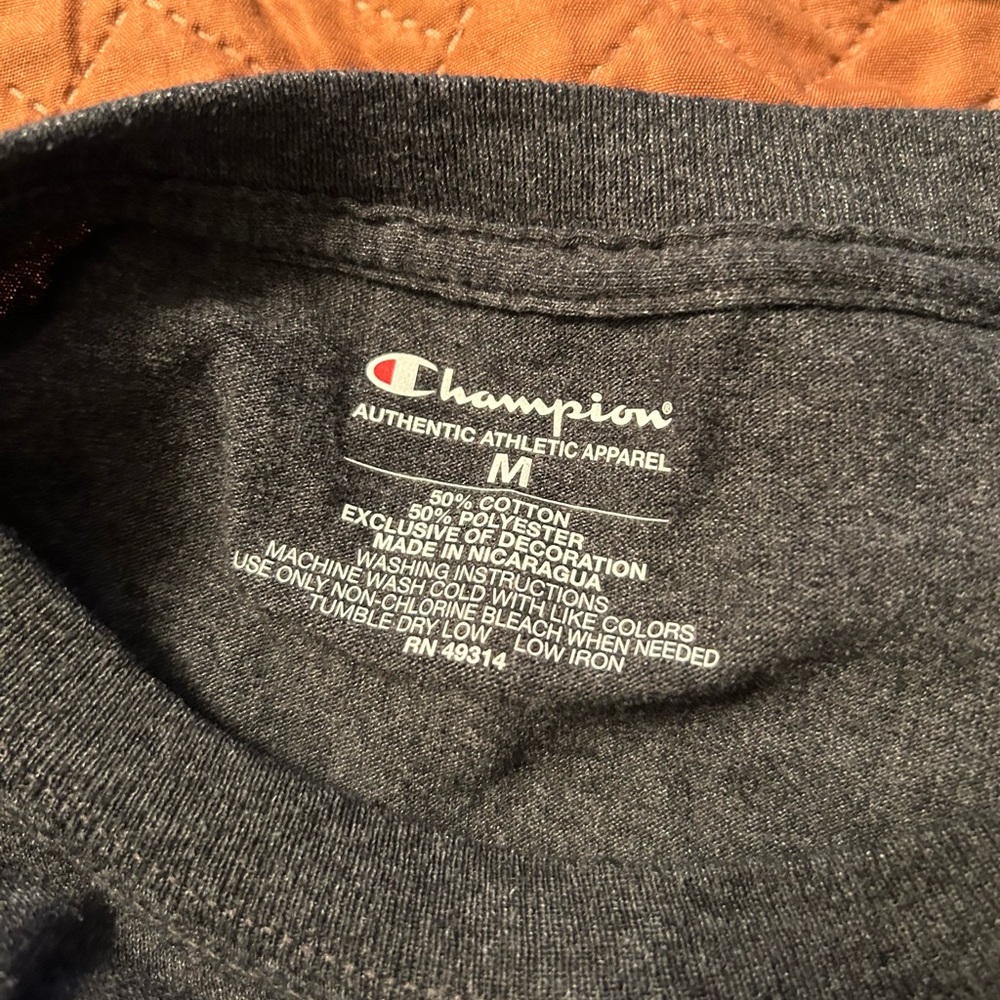 Champion®
AUTHENTIC ATHLETIC APPAREL
M
50% COTTON
50% POLYESTER
EXCLUSIVE OF DECORATION
MADE IN NICARAGUA
WASHING INSTRUCTIONS
MACHINE WASH COLD WITH LIKE COLORS
USE ONLY NON-CHLORINE BLEACH WHEN NEEDED
TUMBLE DRY LOW LOW IRON
RN 49314